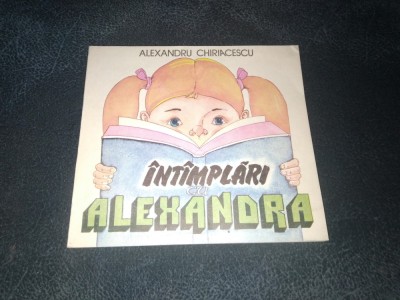 ALEXANDRU CHIRIACESCU
ÎNTÎMPLĂRI
CU
ALEXANDRA